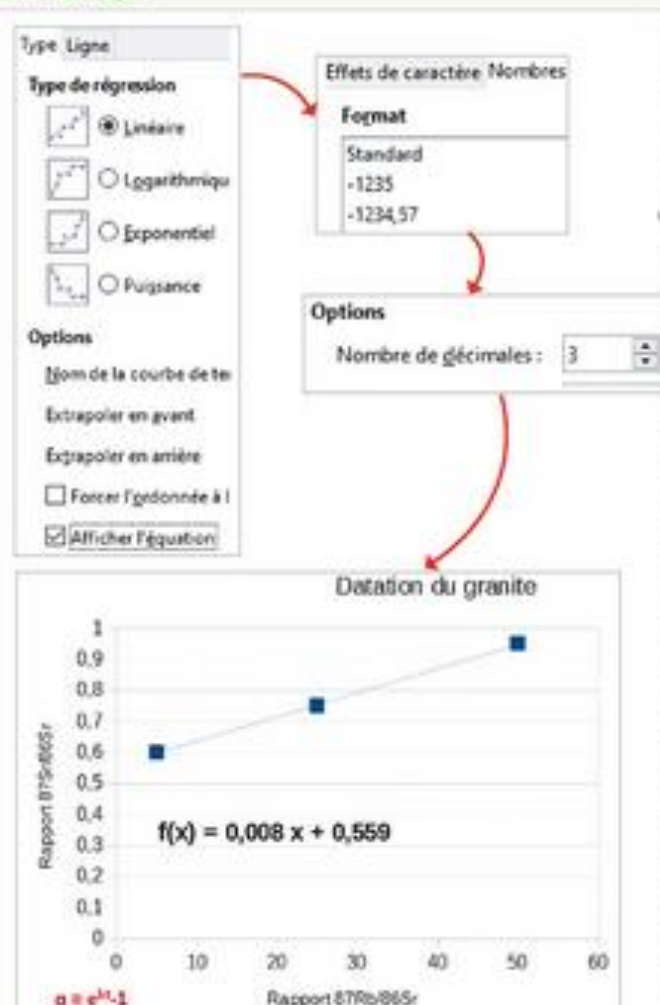 Type Ligne
Type de régression
Linéaire
Logarithmiqu
Exponentiel
Puissance
Options
Nom de la courbe de te
Extrapoler en avant
Extrapoler en arrière
Forcer l'ordonnée à l
Afficher l'équation
Effets de caractère Nombres
Format
Standard
-1235
-1234,57
Options
Nombre de décimales : 3
Datation du granite
1
0,9
0,8
0,7
0,6
0,5
0,4
0,3
0,2
0,1
0
Rapport 87Sr/86Sr
f(x) = 0,008 x + 0,559
0 10 20 30 40 50 60
a = e^λt-1
Rapport 87Rb/86Sr